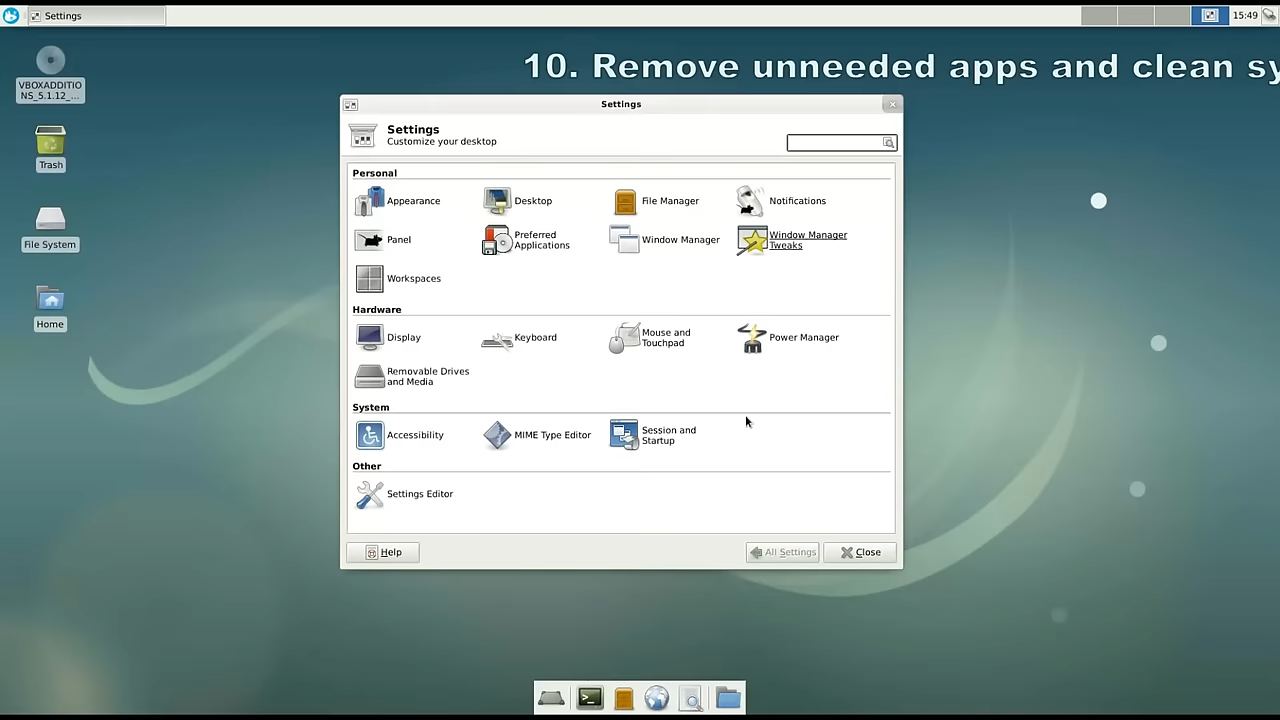 Settings
15:49
10. Remove unneeded apps and clean sy
VBOXADDITIO
NS_5.1.12_...
Trash
File System
Home
Settings
Settings
Customize your desktop
Personal
Appearance
Desktop
File Manager
Notifications
Panel
Preferred
Applications
Window Manager
Window Manager
Tweaks
Workspaces
Hardware
Display
Keyboard
Mouse and
Touchpad
Power Manager
Removable Drives
and Media
System
Accessibility
MIME Type Editor
Session and
Startup
Other
Settings Editor
Help
All Settings
Close